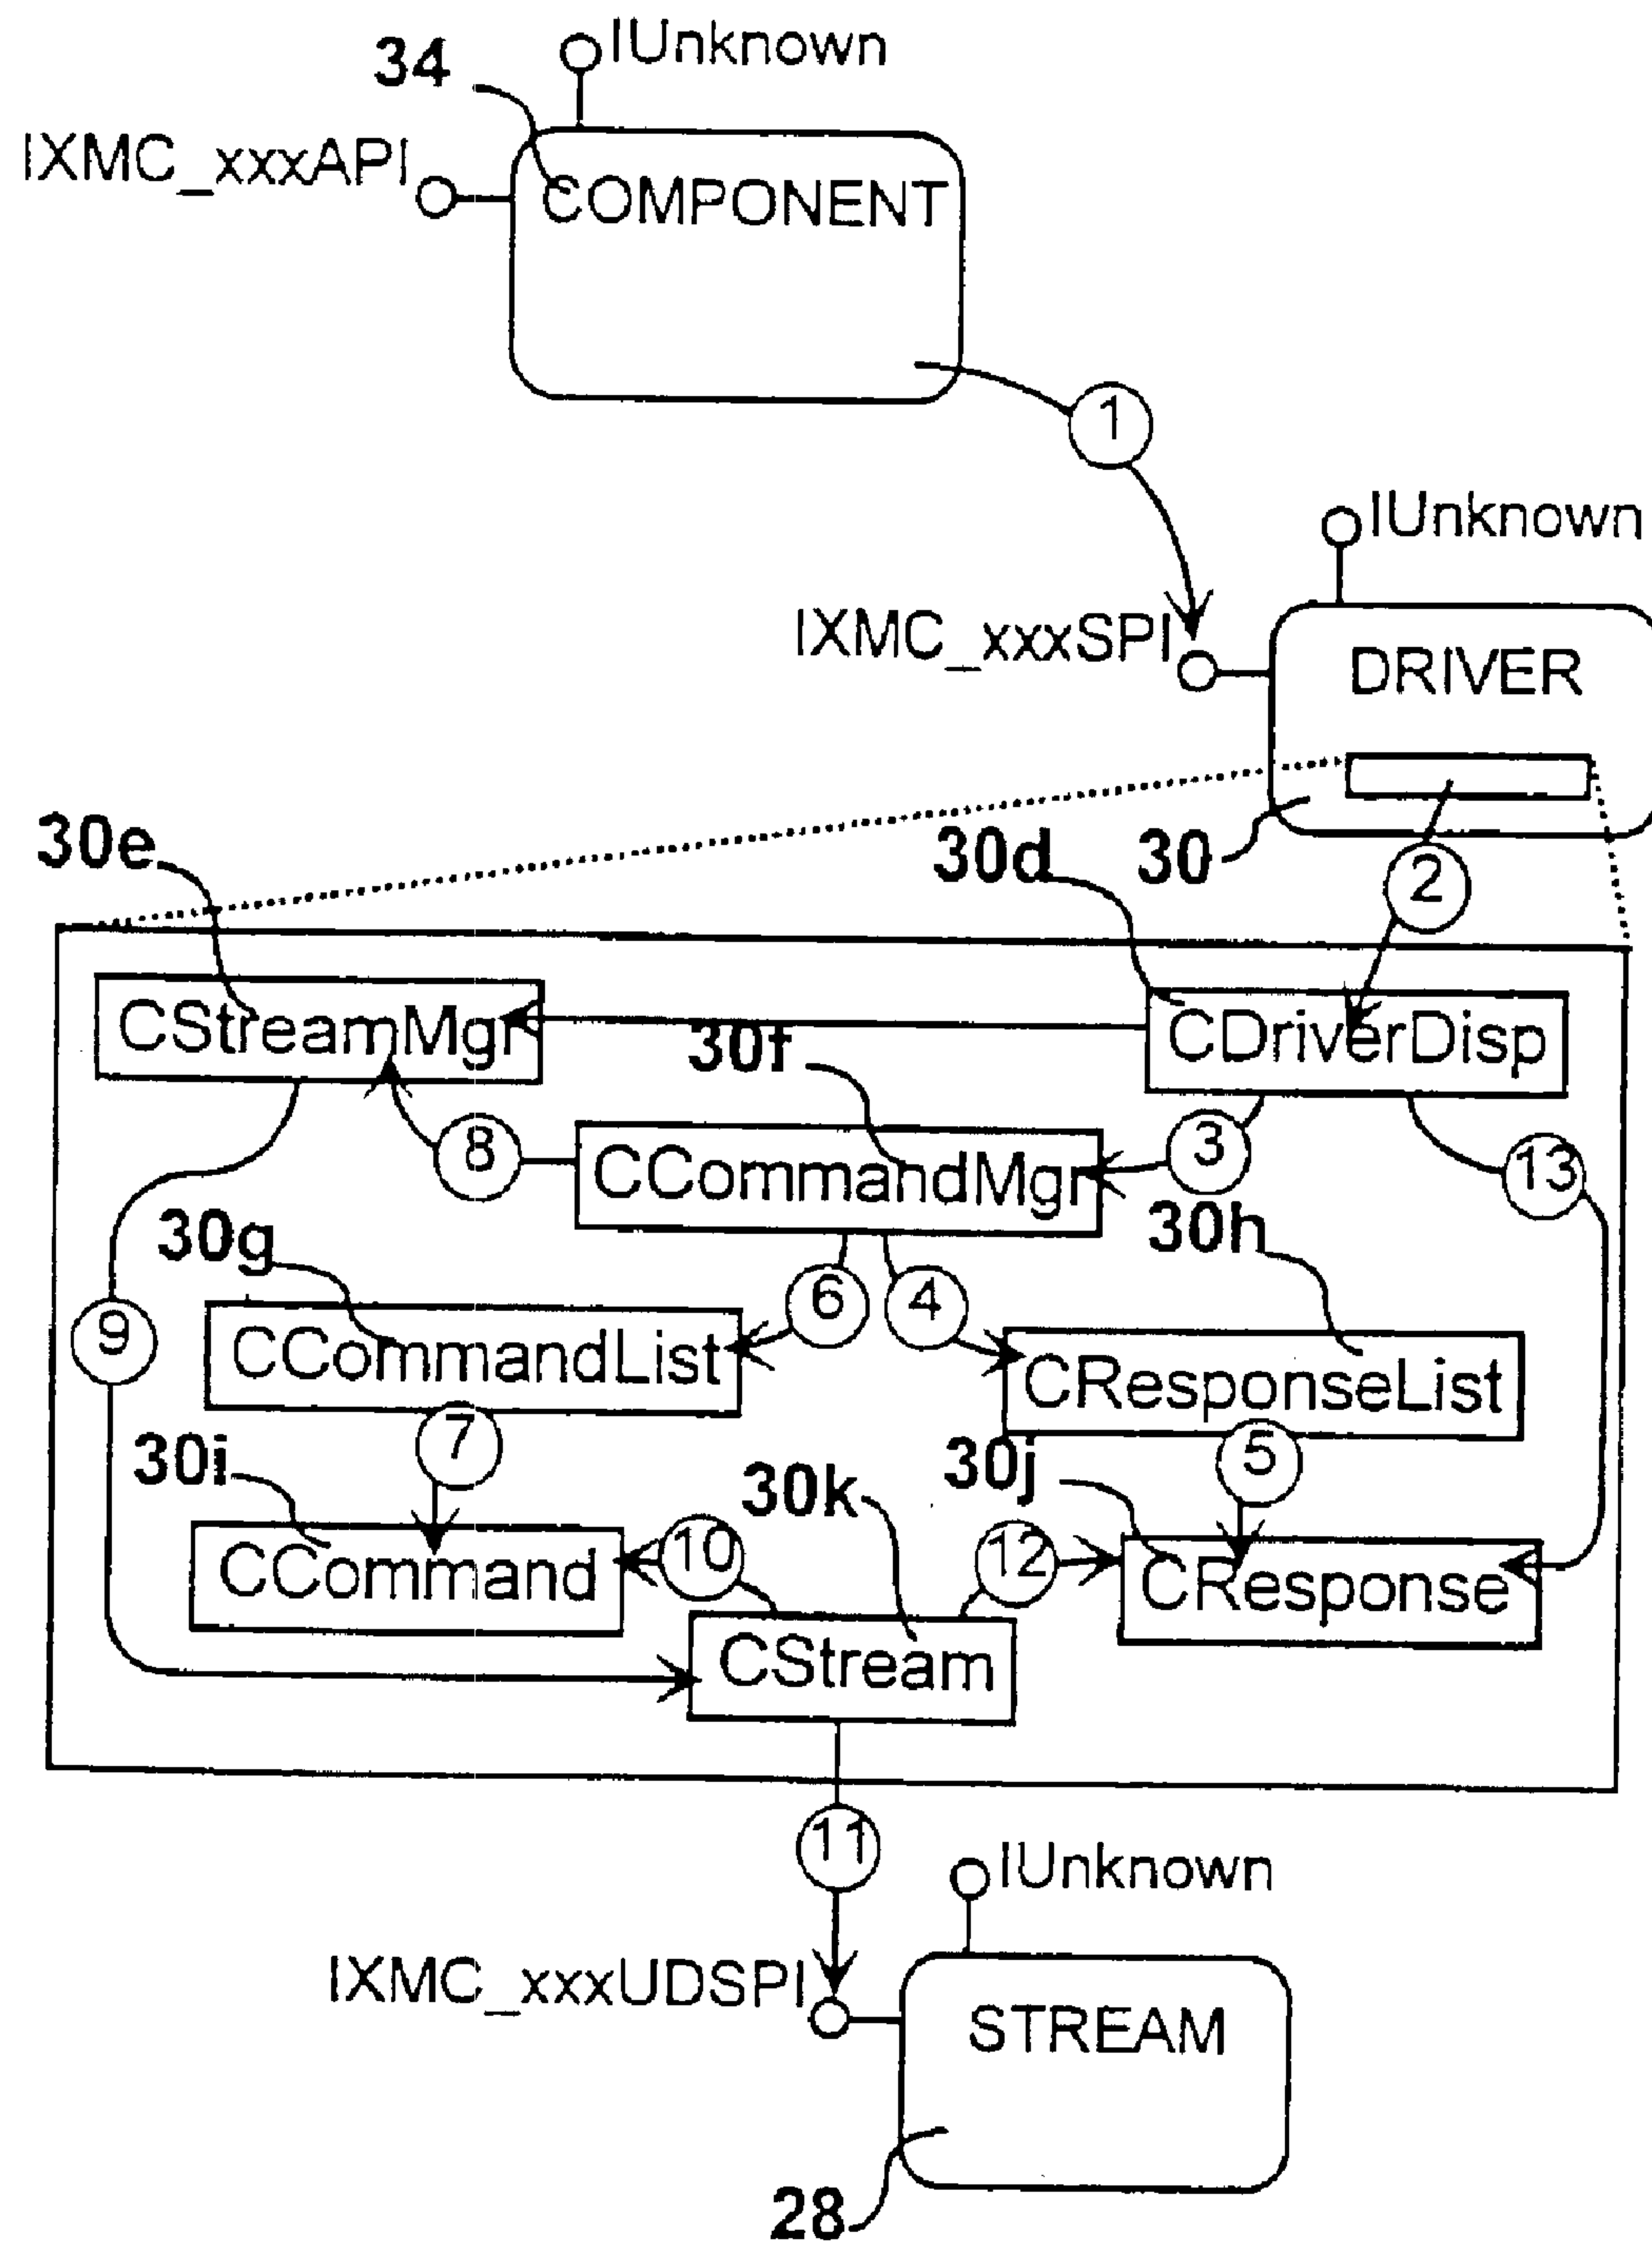 34
IUnknown
IXMC_xxxAPI
COMPONENT
1
IUnknown
IXMC_xxxSPI
DRIVER
30e
30d
30
2
CStreamMgr
30f
CDriverDisp
8
CCommandMgr
3
13
30g
30h
6
4
9
CCommandList
CResponseList
7
5
30i
30k
30j
10
12
CCommand
CResponse
CStream
11
IUnknown
IXMC_xxxUDSPI
STREAM
28